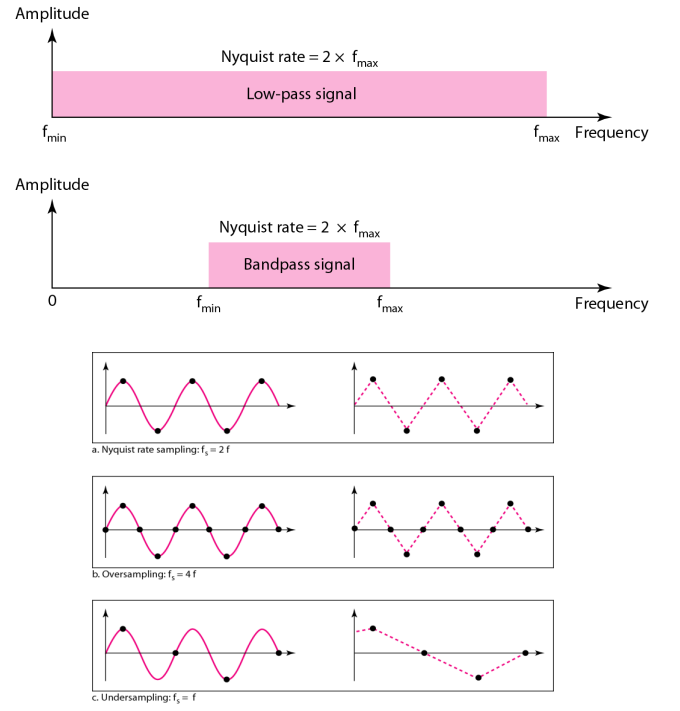 Amplitude
Nyquist rate = 2 × fmax
Low-pass signal
fmin
fmax
Frequency
Amplitude
Nyquist rate = 2 × fmax
Bandpass signal
0
fmin
fmax
Frequency
a. Nyquist rate sampling: fs = 2 f
b. Oversampling: fs = 4 f
c. Undersampling: fs = f